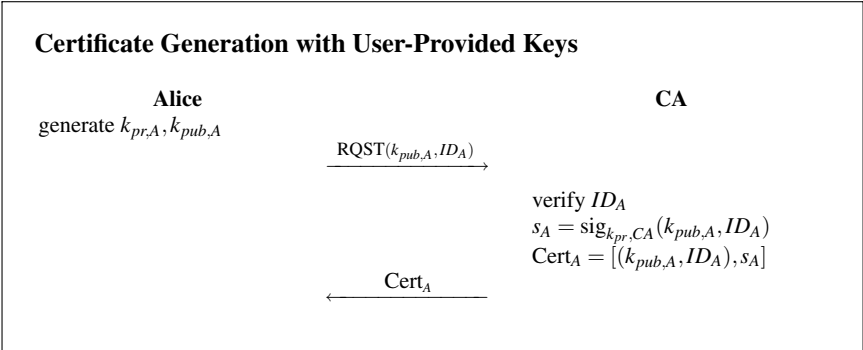 Certificate Generation with User-Provided Keys
Alice CA
generate k_{pr,A}, k_{pub,A}
RQST(k_{pub,A}, ID_A)
verify ID_A
s_A = sig_{k_{pr},CA}(k_{pub,A}, ID_A)
Cert_A = [(k_{pub,A}, ID_A), s_A]
Cert_A